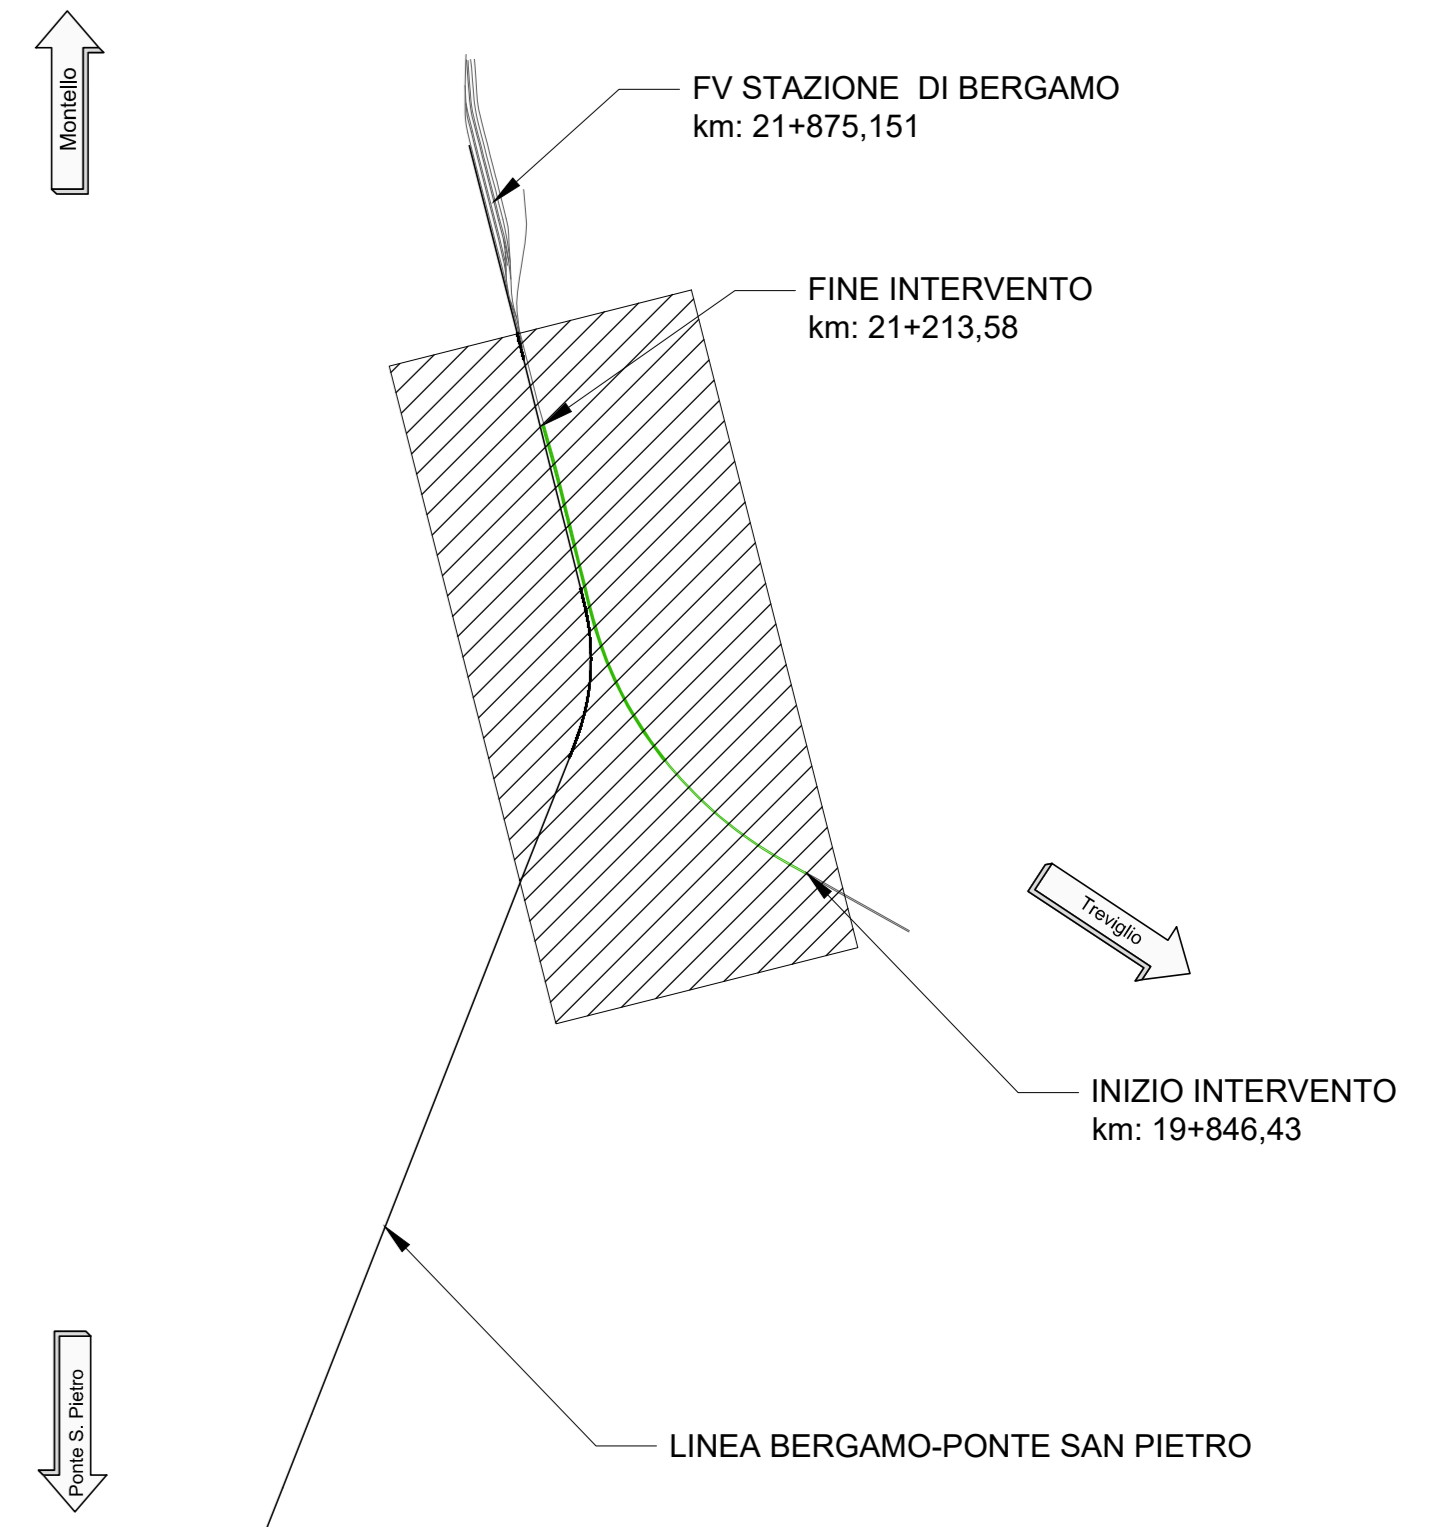 Montello
FV STAZIONE DI BERGAMO
km: 21+875,151
FINE INTERVENTO
km: 21+213,58
Treviglio
INIZIO INTERVENTO
km: 19+846,43
Ponte S. Pietro
LINEA BERGAMO-PONTE SAN PIETRO